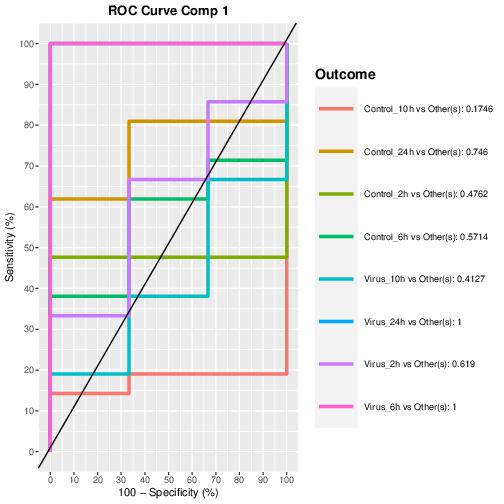 ROC Curve Comp 1
Sensitivity (%)
100
90
80
70
60
50
40
30
20
10
0
0 10 20 30 40 50 60 70 80 90 100
100 − Specificity (%)
Outcome
Control_10h vs Other(s): 0.1746
Control_24h vs Other(s): 0.746
Control_2h vs Other(s): 0.4762
Control_6h vs Other(s): 0.5714
Virus_10h vs Other(s): 0.4127
Virus_24h vs Other(s): 1
Virus_2h vs Other(s): 0.619
Virus_6h vs Other(s): 1